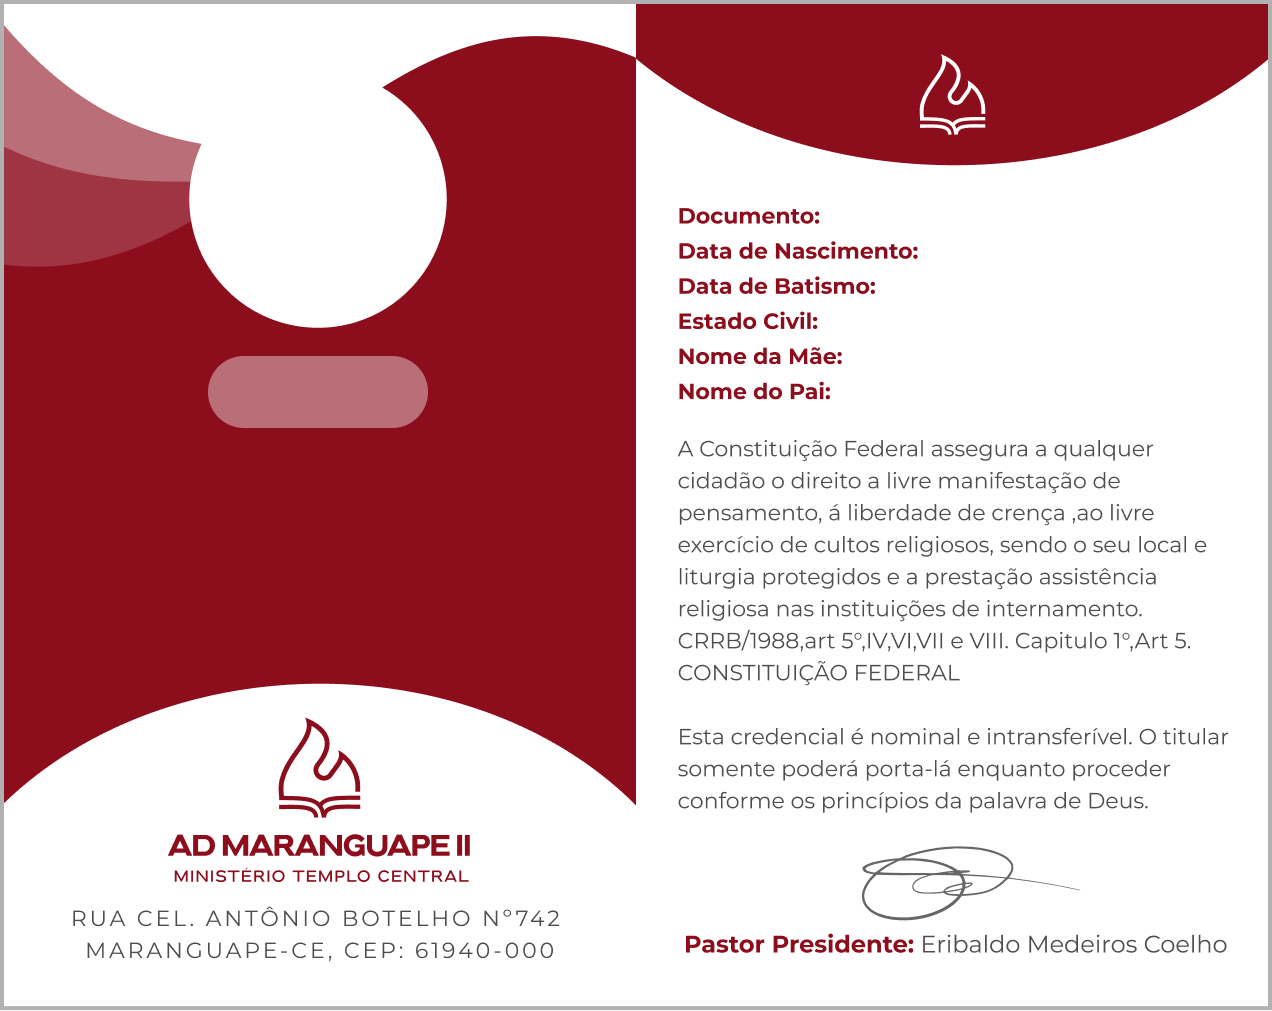 AD MARANGUAPE II
MINISTÉRIO TEMPLO CENTRAL
RUA CEL. ANTÔNIO BOTELHO Nº742
MARANGUAPE-CE, CEP: 61940-000
Documento:
Data de Nascimento:
Data de Batismo:
Estado Civil:
Nome da Mãe:
Nome do Pai:
A Constituição Federal assegura a qualquer
cidadão o direito a livre manifestação de
pensamento, á liberdade de crença ,ao livre
exercício de cultos religiosos, sendo o seu local e
liturgia protegidos e a prestação assistência
religiosa nas instituições de internamento.
CRRB/1988,art 5°,IV,VI,VII e VIII. Capitulo 1°,Art 5.
CONSTITUIÇÃO FEDERAL
Esta credencial é nominal e intransferível. O titular
somente poderá porta-lá enquanto proceder
conforme os princípios da palavra de Deus.
Pastor Presidente: Eribaldo Medeiros Coelho